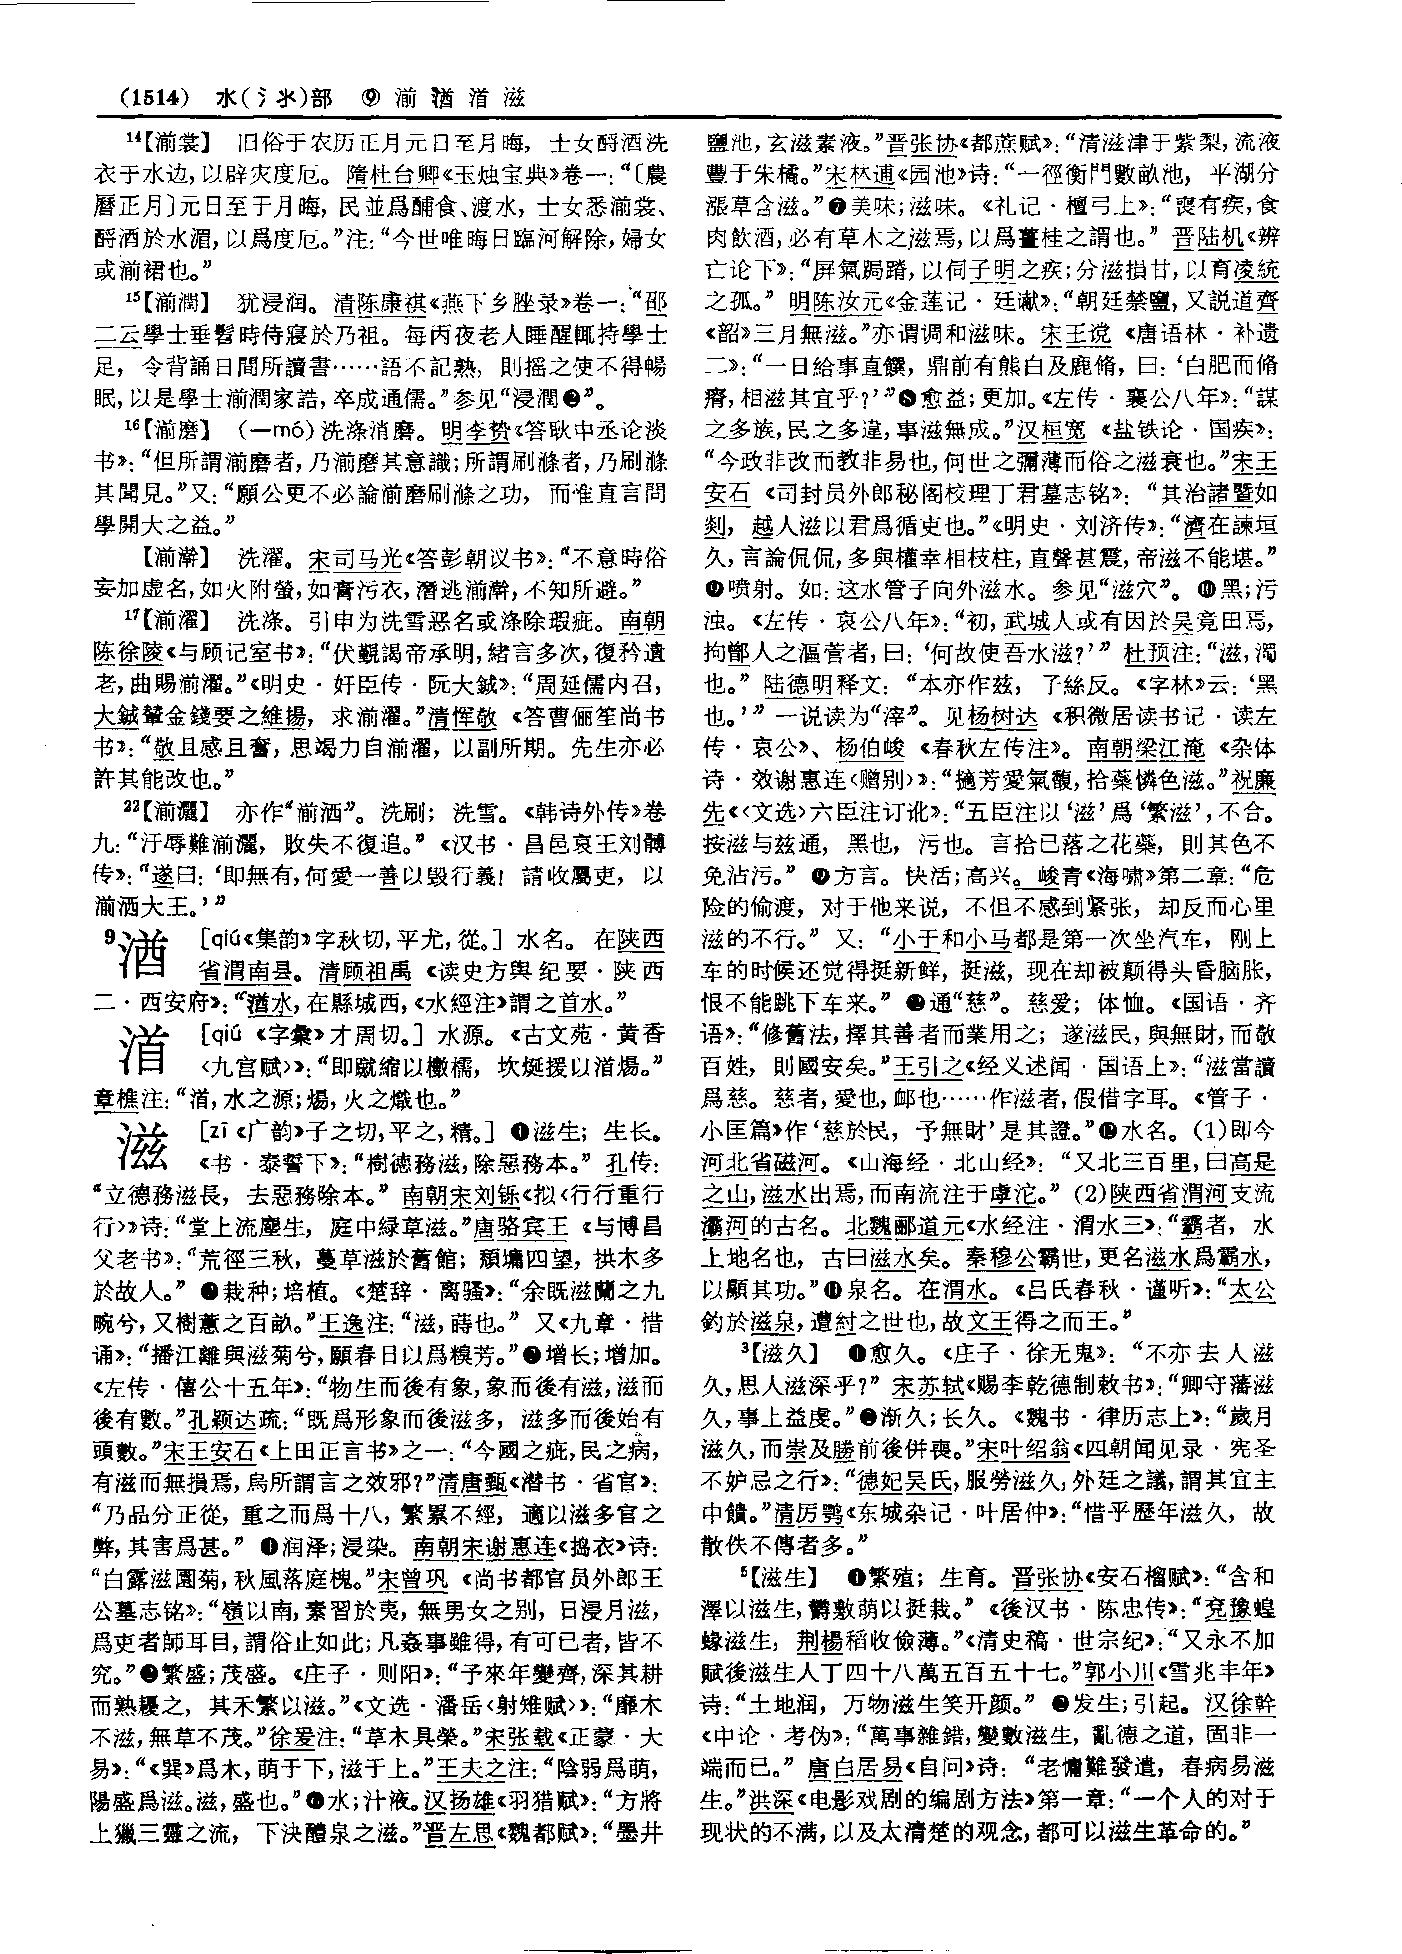 (1514) 水(氵氺)部 ⑨ 湔 渞 湭 滋
14【湔裳】 旧俗于农历正月元日至月晦，士女酹酒洗
衣于水边，以辟灾度厄。隋杜台卿《玉烛宝典》卷一：“〔農
曆正月〕元日至于月晦，民並爲酺食、渡水，士女悉湔裳、
酹酒於水湄，以爲度厄。”注：“今世唯晦日臨河解除，婦女
或湔裙也。”
15【湔潤】 犹浸润。清陈康祺《燕下乡脞录》卷一：“邵
二云學士垂髫時侍寢於乃祖。每丙夜老人睡醒輒持學士
足，令背誦日間所讀書……語不記熟，則摇之使不得暢
眠，以是學士湔潤家誥，卒成通儒。”参见“浸潤❷”。
16【湔磨】 （—mó）洗涤消磨。明李贽《答耿中丞论淡
书》：“但所謂湔磨者，乃湔磨其意識；所謂刷滌者，乃刷滌
其聞見。”又：“願公更不必論湔磨刷滌之功，而惟直言問
學開大之益。”
【湔澣】 洗濯。宋司马光《答彭朝议书》：“不意時俗
妄加虚名，如火附螢，如膏污衣，潛逃湔澣，不知所避。”
17【湔濯】 洗涤。引申为洗雪恶名或涤除瑕疵。南朝
陈徐陵《与顾记室书》：“伏覲謁帝承明，緒言多次，復矜遺
老，曲賜湔濯。”《明史·奸臣传·阮大鋮》：“周延儒内召，
大鋮輦金錢要之維揚，求湔濯。”清恽敬《答曹俪笙尚书
书》：“敬且感且奮，思竭力自湔濯，以副所期。先生亦必
許其能改也。”
22【湔灑】 亦作“湔洒”。洗刷；洗雪。《韩诗外传》卷
九：“汙辱難湔灑，敗失不復追。”《汉书·昌邑哀王刘髆
传》：“遂曰：‘即無有，何愛一善以毁行義！請收屬吏，以
湔洒大王。’”
9湭 [qiú《集韵》字秋切，平尤，從。] 水名。在陕西
省渭南县。清顾祖禹《读史方舆纪要·陕西
二·西安府》：“湭水，在縣城西，《水經注》謂之首水。”
渞 [qiú《字彙》才周切。] 水源。《古文苑·黄香
〈九宫赋〉》：“即蹴缩以檄檽，坎烻援以渞煬。”
章樵注：“渞，水之源；煬，火之熾也。”
滋 [zī《广韵》子之切，平之，精。] ❶滋生；生长。
《书·泰誓下》：“樹德務滋，除惡務本。”孔传：
“立德務滋長，去惡務除本。”南朝宋刘铄《拟〈行行重行
行〉》诗：“堂上流塵生，庭中緑草滋。”唐骆宾王《与博昌
父老书》：“荒徑三秋，蔓草滋於舊館；頹墉四望，拱木多
於故人。”❷栽种；培植。《楚辞·离骚》：“余既滋蘭之九
畹兮，又樹蕙之百畝。”王逸注：“滋，蒔也。”又《九章·惜
诵》：“播江離與滋菊兮，願春日以爲糗芳。”❸增长；增加。
《左传·僖公十五年》：“物生而後有象，象而後有滋，滋而
後有數。”孔颖达疏：“既爲形象而後滋多，滋多而後始有
頭數。”宋王安石《上田正言书》之一：“今國之疵，民之病，
有滋而無損焉，烏所謂言之效邪？”清唐甄《潜书·省官》：
“乃品分正從，重之而爲十八，繁累不經，適以滋多官之
弊，其害爲甚。”❹润泽；浸染。南朝宋谢惠连《捣衣》诗：
“白露滋園菊，秋風落庭槐。”宋曾巩《尚书都官员外郎王
公墓志铭》：“嶺以南，素習於夷，無男女之别，日浸月滋，
爲吏者師耳目，謂俗止如此；凡姦事雖得，有可已者，皆不
究。”❺繁盛；茂盛。《庄子·则阳》：“予來年變齊，深其耕
而熟耰之，其禾繁以滋。”《文选·潘岳〈射雉赋〉》：“靡木
不滋，無草不茂。”徐爰注：“草木具榮。”宋张载《正蒙·大
易》：“《巽》爲木，萌于下，滋于上。”王夫之注：“陰弱爲萌，
陽盛爲滋。滋，盛也。”❻水；汁液。汉扬雄《羽猎赋》：“方將
上獵三靈之流，下決醴泉之滋。”晋左思《魏都赋》：“墨井
鹽池，玄滋素液。”晋张协《都蔗赋》：“清滋津于紫梨，流液
豐于朱橘。”宋林逋《园池》诗：“一徑衡門數畝池，平湖分
漲草含滋。”❼美味；滋味。《礼记·檀弓上》：“喪有疾，食
肉飲酒，必有草木之滋焉，以爲薑桂之謂也。”晋陆机《辨
亡论下》：“屏氣跼蹐，以伺子明之疾；分滋損甘，以育凌統
之孤。”明陈汝元《金莲记·廷谳》：“朝廷禁鹽，又説道齊
《韶》三月無滋。”亦谓调和滋味。宋王谠《唐语林·补遗
二》：“一日給事直饌，鼎前有熊白及鹿脩，曰：‘白肥而脩
瘠，相滋其宜乎？’”❽愈益；更加。《左传·襄公八年》：“謀
之多族，民之多違，事滋無成。”汉桓宽《盐铁论·国疾》：
“今政非改而教非易也，何世之彌薄而俗之滋衰也。”宋王
安石《司封员外郎秘阁校理丁君墓志铭》：“其治諸暨如
剡，越人滋以君爲循吏也。”《明史·刘济传》：“濟在諫垣
久，言論侃侃，多與權幸相枝柱，直聲甚震，帝滋不能堪。”
❾喷射。如：这水管子向外滋水。参见“滋穴”。❿黑；污
浊。《左传·哀公八年》：“初，武城人或有因於吴竟田焉，
拘鄫人之漚菅者，曰：‘何故使吾水滋？’”杜预注：“滋，濁
也。”陆德明释文：“本亦作兹，子絲反。《字林》云：‘黑
也。’”一说读为“滓”。见杨树达《积微居读书记·读左
传·哀公》、杨伯峻《春秋左传注》。南朝梁江淹《杂体
诗·效谢惠连〈赠别〉》：“摘芳愛氣馥，拾蘂憐色滋。”祝廉
先《〈文选〉六臣注订讹》：“五臣注以‘滋’爲‘繁滋’，不合。
按滋与兹通，黑也，污也。言拾已落之花蘂，則其色不
免沾污。”⓫方言。快活；高兴。峻青《海啸》第二章：“危
险的偷渡，对于他来说，不但不感到紧张，却反而心里
滋的不行。”又：“小于和小马都是第一次坐汽车，刚上
车的时候还觉得挺新鲜，挺滋，现在却被颠得头昏脑胀，
恨不能跳下车来。”⓬通“慈”。慈爱；体恤。《国语·齐
语》：“修舊法，擇其善者而業用之；遂滋民，與無財，而敬
百姓，則國安矣。”王引之《经义述闻·国语上》：“滋當讀
爲慈。慈者，愛也，卹也……作滋者，假借字耳。《管子·
小匡篇》作‘慈於民，予無財’是其證。”⓭水名。(1)即今
河北省磁河。《山海经·北山经》：“又北三百里，曰高是
之山，滋水出焉，而南流注于虖沱。”(2)陕西省渭河支流
灞河的古名。北魏郦道元《水经注·渭水三》：“霸者，水
上地名也，古曰滋水矣。秦穆公霸世，更名滋水爲霸水，
以顯其功。”⓮泉名。在渭水。《吕氏春秋·谨听》：“太公
釣於滋泉，遭紂之世也，故文王得之而王。”
3【滋久】 ❶愈久。《庄子·徐无鬼》：“不亦去人滋
久，思人滋深乎？”宋苏轼《赐李乾德制敕书》：“卿守藩滋
久，事上益虔。”❷渐久；长久。《魏书·律历志上》：“歲月
滋久，而崇及勝前後併喪。”宋叶绍翁《四朝闻见录·宪圣
不妒忌之行》：“德妃吴氏，服勞滋久，外廷之議，謂其宜主
中饋。”清厉鹗《东城杂记·叶居仲》：“惜乎歷年滋久，故
散佚不傳者多。”
5【滋生】 ❶繁殖；生育。晋张协《安石榴赋》：“含和
澤以滋生，鬱敷萌以挺栽。”《後汉书·陈忠传》：“兗豫蝗
蝝滋生，荆楊稻收儉薄。”《清史稿·世宗纪》：“又永不加
賦後滋生人丁四十八萬五百五十七。”郭小川《雪兆丰年》
诗：“土地润，万物滋生笑开颜。”❷发生；引起。汉徐幹
《中论·考伪》：“萬事雜錯，變數滋生，亂德之道，固非一
端而已。”唐白居易《自问》诗：“老慵難發遣，春病易滋
生。”洪深《电影戏剧的编剧方法》第一章：“一个人的对于
现状的不满，以及太清楚的观念，都可以滋生革命的。”